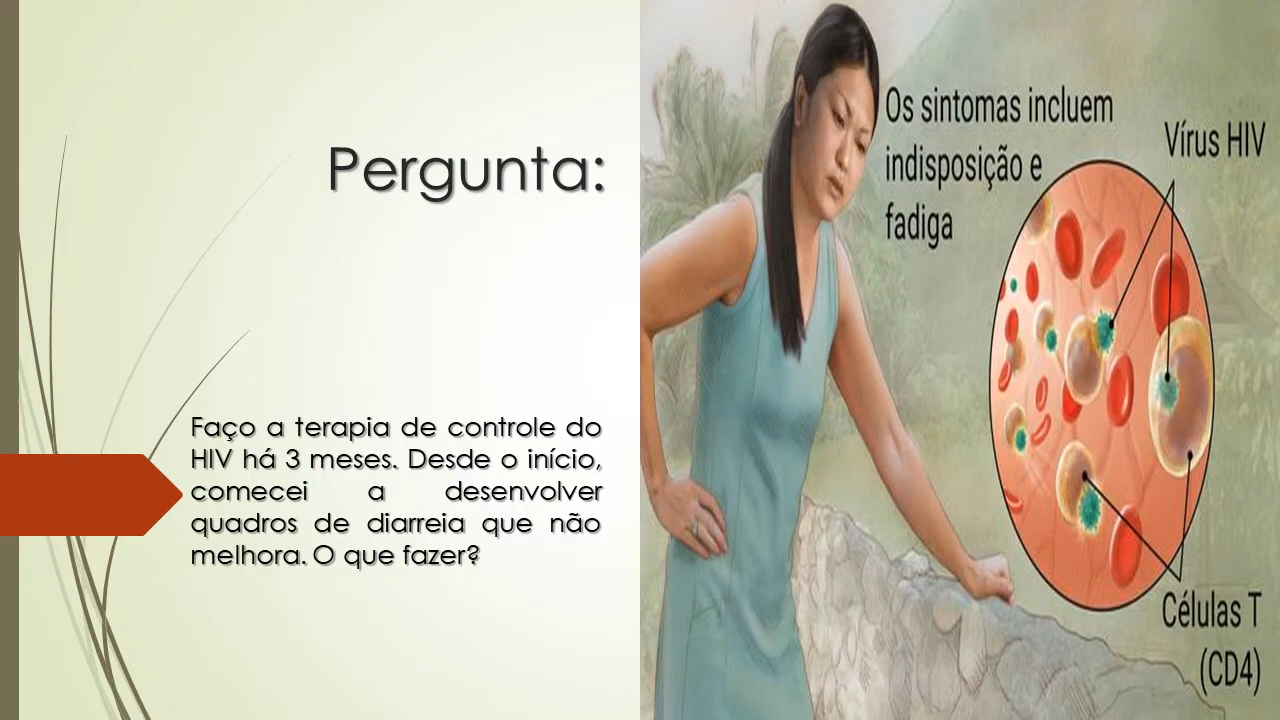 Pergunta:
Faço a terapia de controle do
HIV há 3 meses. Desde o início,
comecei a desenvolver
quadros de diarreia que não
melhora. O que fazer?
Os sintomas incluem
indisposição e
fadiga
Vírus HIV
Células T
(CD4)